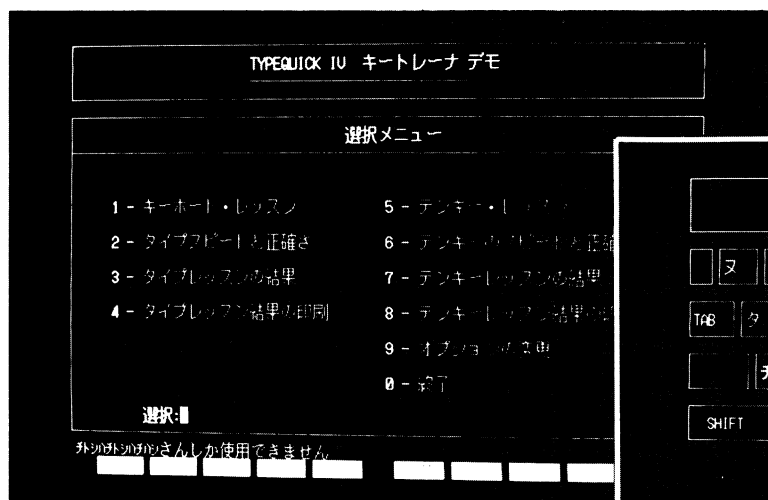 TYPEQUICK IV キートレーナ デモ
選択メニュー
1 - キーボード・レッスン
2 - タイプスピードと正確さ
3 - タイプレッスンの結果
4 - タイプレッスン結果の印刷
5 - テンキー・レッスン
6 - テンキーのスピードと正確
7 - テンキーレッスンの結果
8 - テンキーレッスン結果の印
9 - オプションの変更
0 - 終了
選択:
さんしか使用できません
ヌ
TAB タ
チ
SHIFT